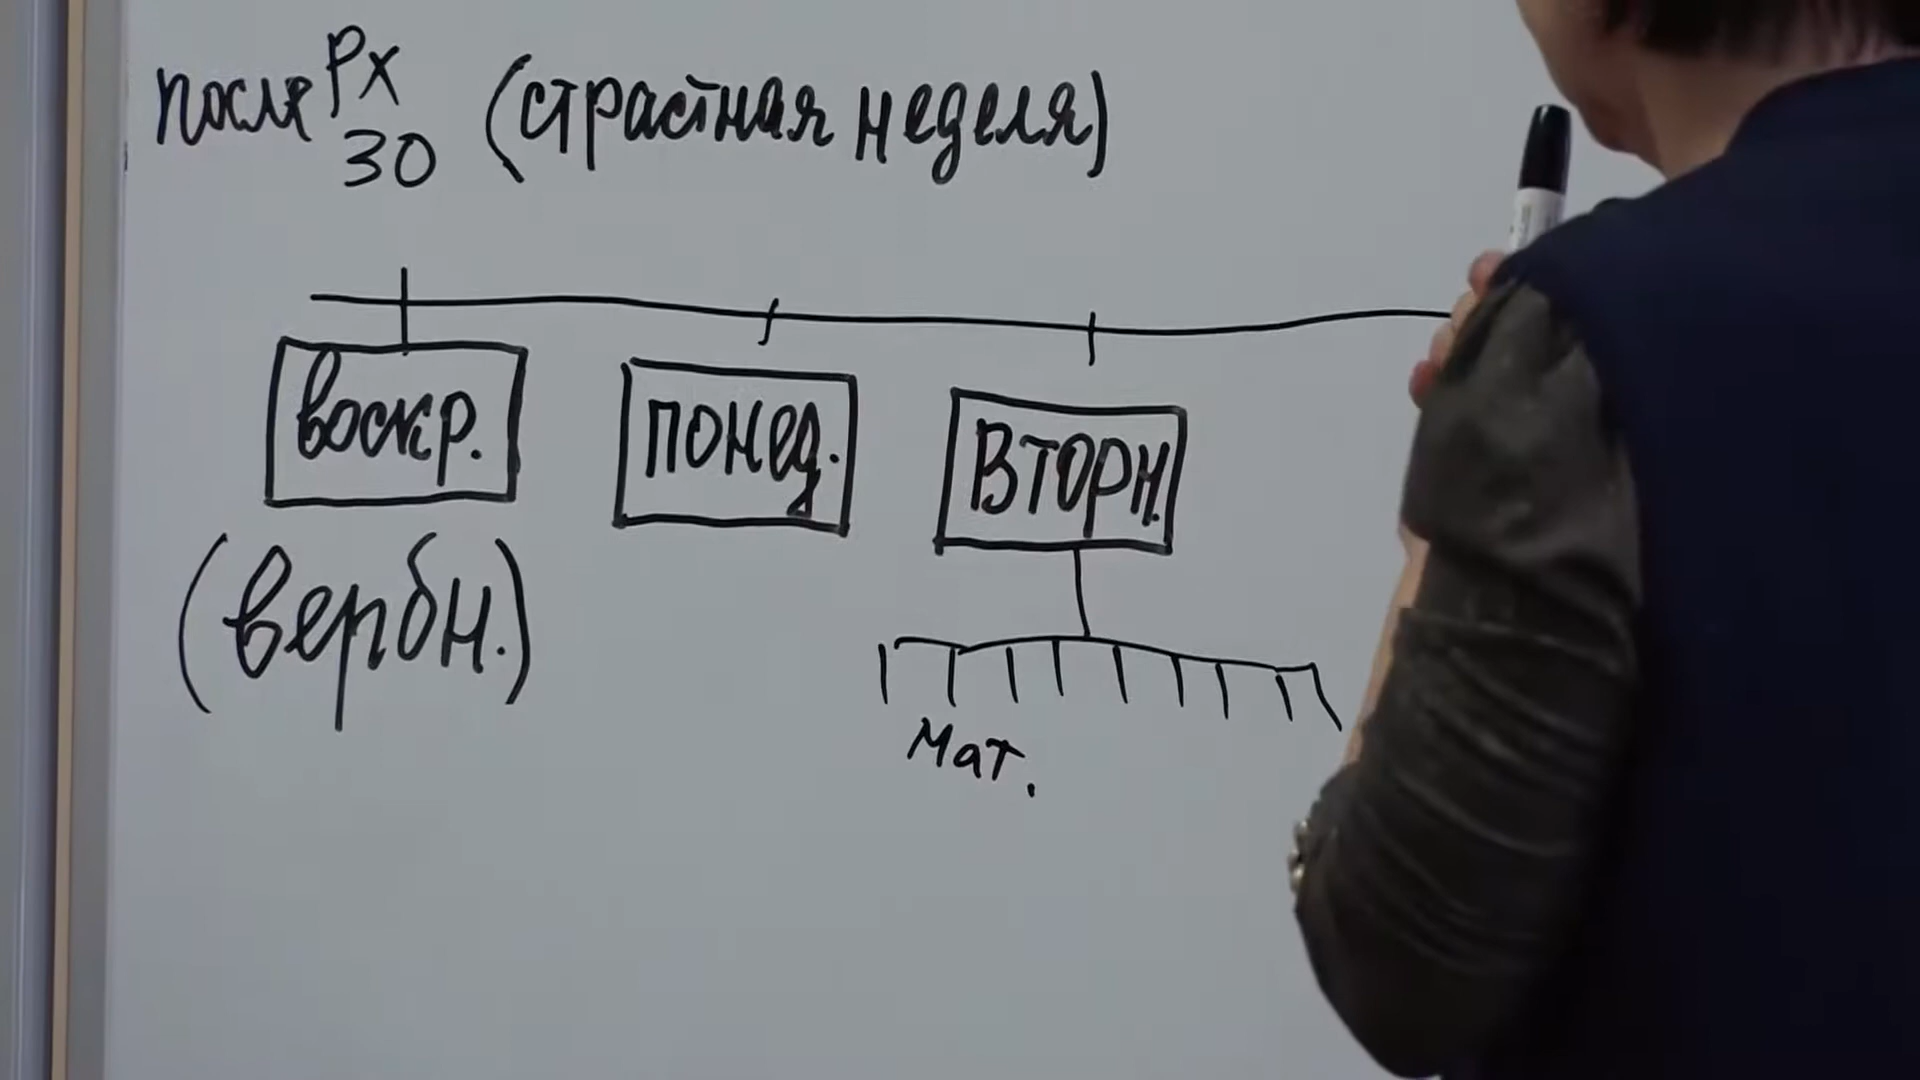 после РХ (страстная неделя)
30
воскр. понед. вторн.
(вербн.)
Мат.